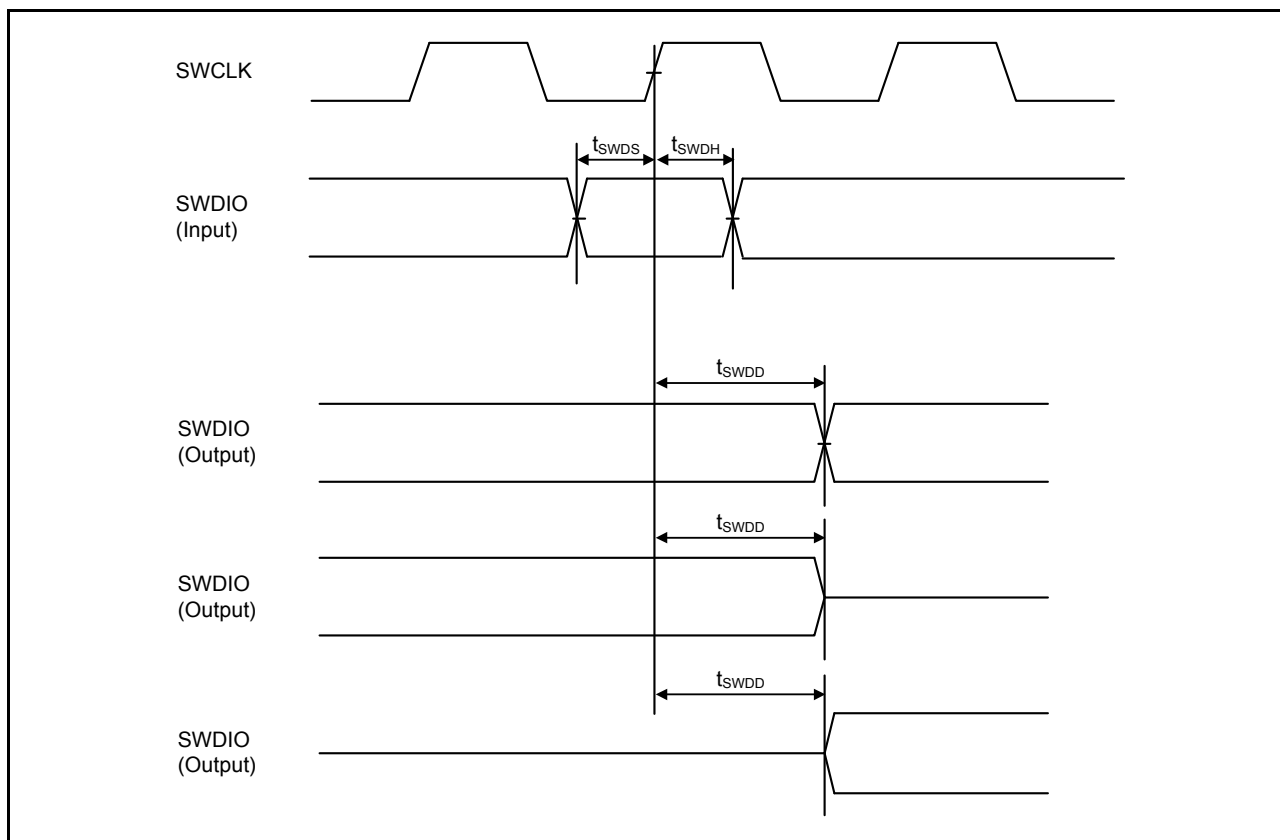 SWCLK
tSWDS tSWDH
SWDIO
(Input)
tSWDD
SWDIO
(Output)
tSWDD
SWDIO
(Output)
tSWDD
SWDIO
(Output)